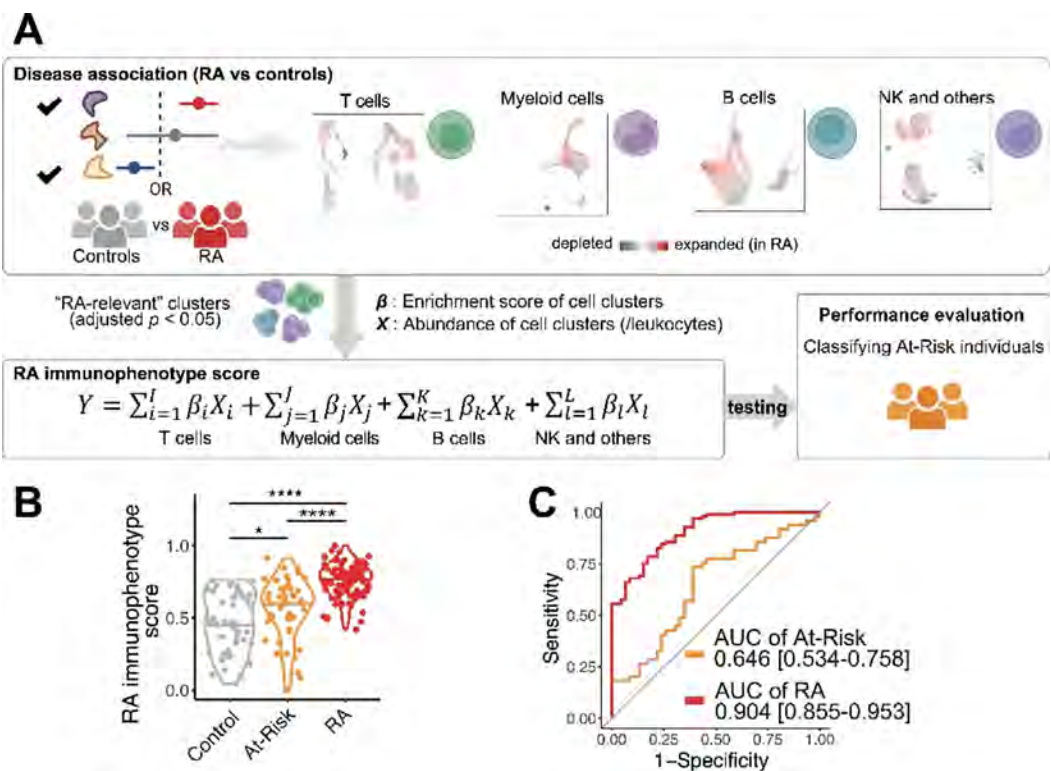 A
Disease association (RA vs controls)
T cells
Myeloid cells
B cells
NK and others
OR
vs
Controls
RA
depleted
expanded (in RA)
"RA-relevant" clusters
(adjusted p < 0.05)
β : Enrichment score of cell clusters
X : Abundance of cell clusters (/leukocytes)
Performance evaluation
Classifying At-Risk individuals
RA immunophenotype score
Y = ∑_{i=1}^{I} β_i X_i + ∑_{j=1}^{J} β_j X_j + ∑_{k=1}^{K} β_k X_k + ∑_{l=1}^{L} β_l X_l
T cells
Myeloid cells
B cells
NK and others
testing
B
RA immunophenotype
score
****
****
*
1.0
0.5
0.0
Control
At-Risk
RA
C
Sensitivity
1.00
0.75
0.50
0.25
0.00
AUC of At-Risk
0.646 [0.534-0.758]
AUC of RA
0.904 [0.855-0.953]
0.00 0.25 0.50 0.75 1.00
1-Specificity